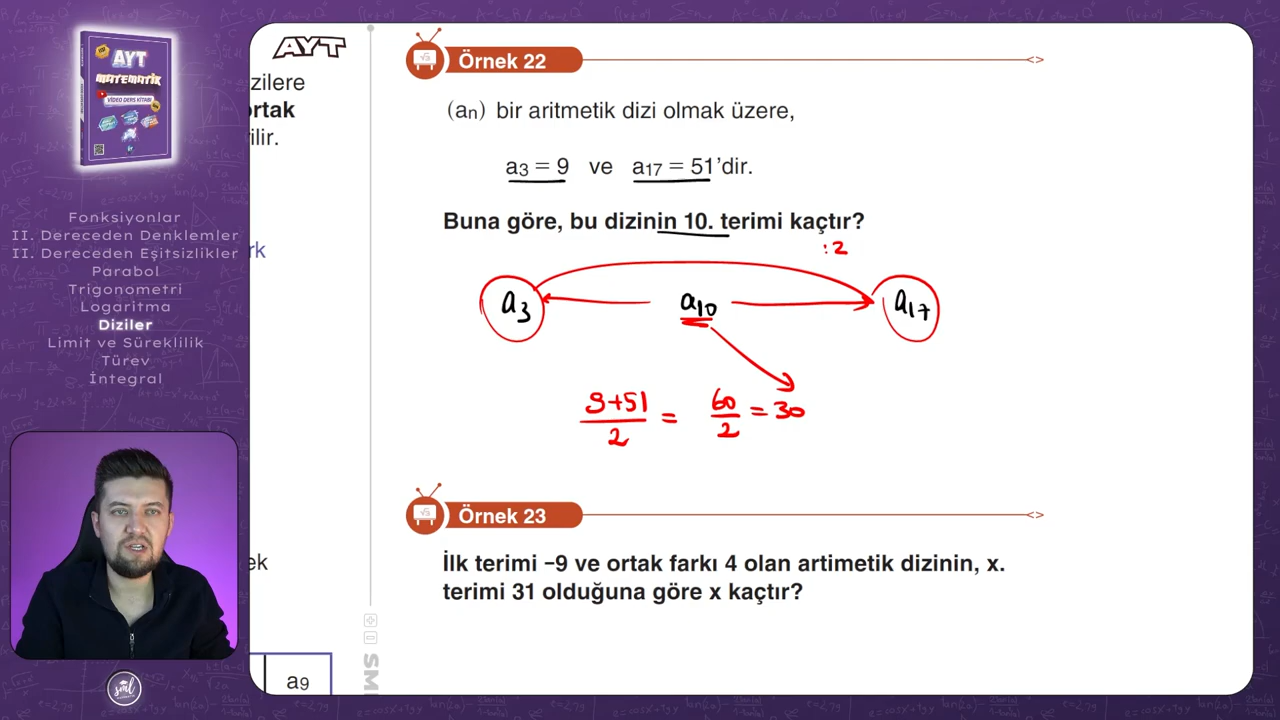 AYT
MATEMATİK
VİDEO DERS KİTABI
Fonksiyonlar
II. Dereceden Denklemler
II. Dereceden Eşitsizlikler
Parabol
Trigonometri
Logaritma
Diziler
Limit ve Süreklilik
Türev
İntegral
sml
AYT
zilere
ortak
ilir.
rk
ek
a9
SM
Örnek 22
(an) bir aritmetik dizi olmak üzere,
a3 = 9 ve a17 = 51'dir.
Buna göre, bu dizinin 10. terimi kaçtır?
:2
a3 a10 a17
9+51/2 = 60/2 = 30
Örnek 23
İlk terimi −9 ve ortak farkı 4 olan artimetik dizinin, x.
terimi 31 olduğuna göre x kaçtır?